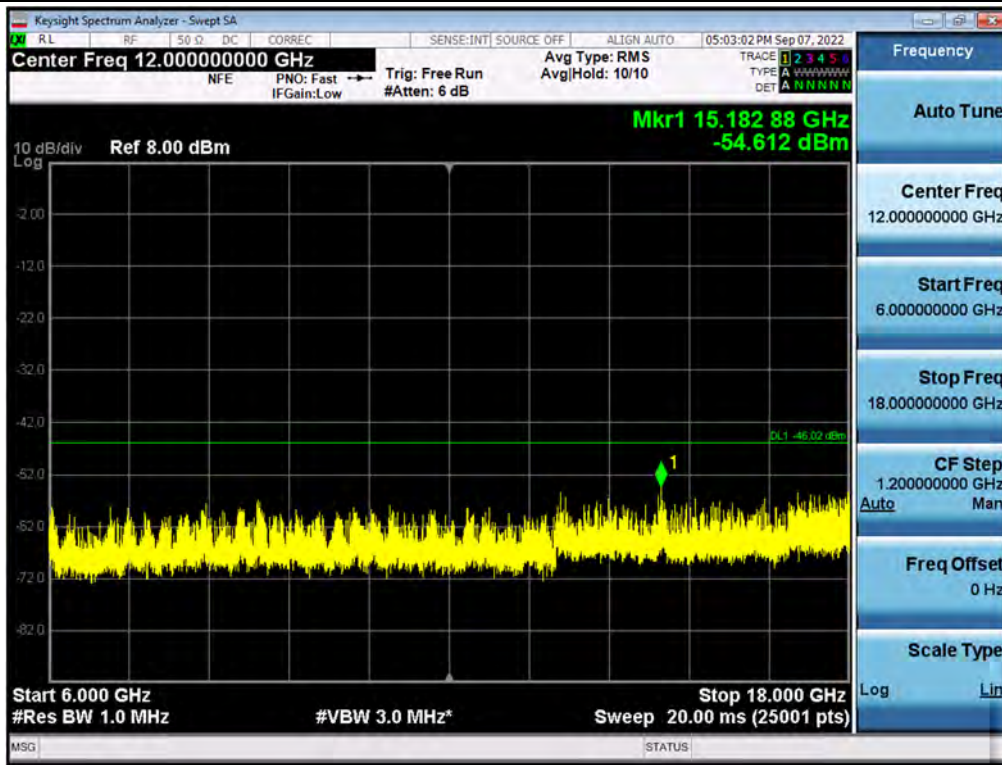 Keysight Spectrum Analyzer - Swept SA
LXI RL RF 50 Ω DC CORREC SENSE:INT SOURCE OFF ALIGN AUTO 05:03:02 PM Sep 07, 2022
Center Freq 12.000000000 GHz
NFE
PNO: Fast
IFGain:Low
Trig: Free Run
#Atten: 6 dB
Avg Type: RMS
Avg|Hold: 10/10
TRACE 1 2 3 4 5 6
TYPE A WWWWW
DET A N N N N N
Mkr1 15.182 88 GHz
-54.612 dBm
10 dB/div
Log
Ref 8.00 dBm
-2.00
-12.0
-22.0
-32.0
-42.0
DL1 -46.02 dBm
1
-52.0
-62.0
-72.0
-82.0
Start 6.000 GHz
Stop 18.000 GHz
#Res BW 1.0 MHz
#VBW 3.0 MHz*
Sweep 20.00 ms (25001 pts)
MSG
STATUS
Frequency
Auto Tune
Center Freq
12.000000000 GHz
Start Freq
6.000000000 GHz
Stop Freq
18.000000000 GHz
CF Step
1.200000000 GHz
Auto Man
Freq Offset
0 Hz
Scale Type
Log Lin